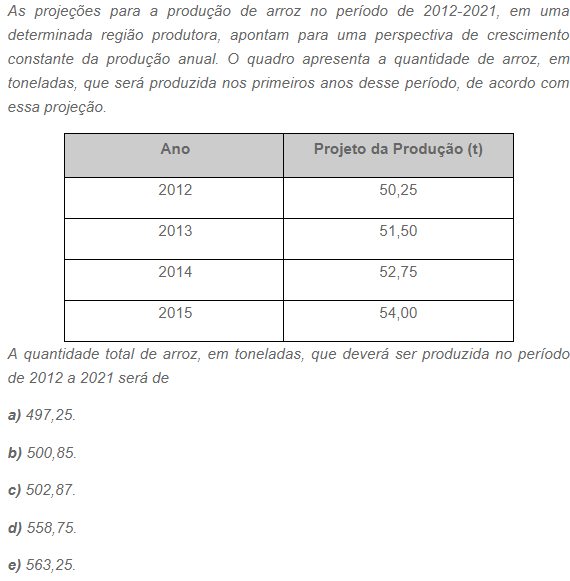 As projeções para a produção de arroz no período de 2012-2021, em uma
determinada região produtora, apontam para uma perspectiva de crescimento
constante da produção anual. O quadro apresenta a quantidade de arroz, em
toneladas, que será produzida nos primeiros anos desse período, de acordo com
essa projeção.
Ano Projeto da Produção (t)
2012 50,25
2013 51,50
2014 52,75
2015 54,00
A quantidade total de arroz, em toneladas, que deverá ser produzida no período
de 2012 a 2021 será de
a) 497,25.
b) 500,85.
c) 502,87.
d) 558,75.
e) 563,25.